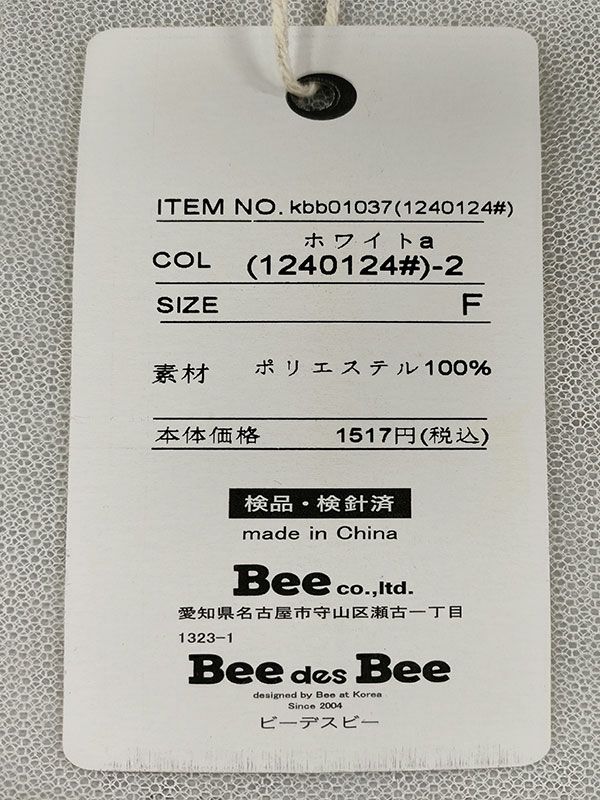 ITEM NO. kbb01037(1240124#)
ホワイトa
COL (1240124#)-2
SIZE F
素材 ポリエステル100%
本体価格 1517円(税込)
検品・検針済
made in China
Bee co.,ltd.
愛知県名古屋市守山区瀬古一丁目
1323-1
Bee des Bee
designed by Bee at Korea
Since 2004
ビーデスビー